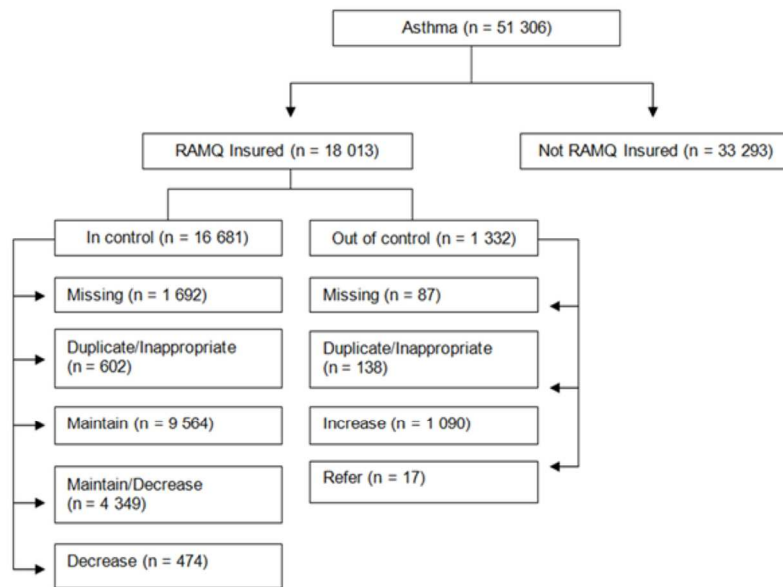 Asthma (n = 51 306)
RAMQ Insured (n = 18 013)
Not RAMQ Insured (n = 33 293)
In control (n = 16 681)
Out of control (n = 1 332)
Missing (n = 1 692)
Missing (n = 87)
Duplicate/Inappropriate
(n = 602)
Duplicate/Inappropriate
(n = 138)
Maintain (n = 9 564)
Increase (n = 1 090)
Maintain/Decrease
(n = 4 349)
Refer (n = 17)
Decrease (n = 474)